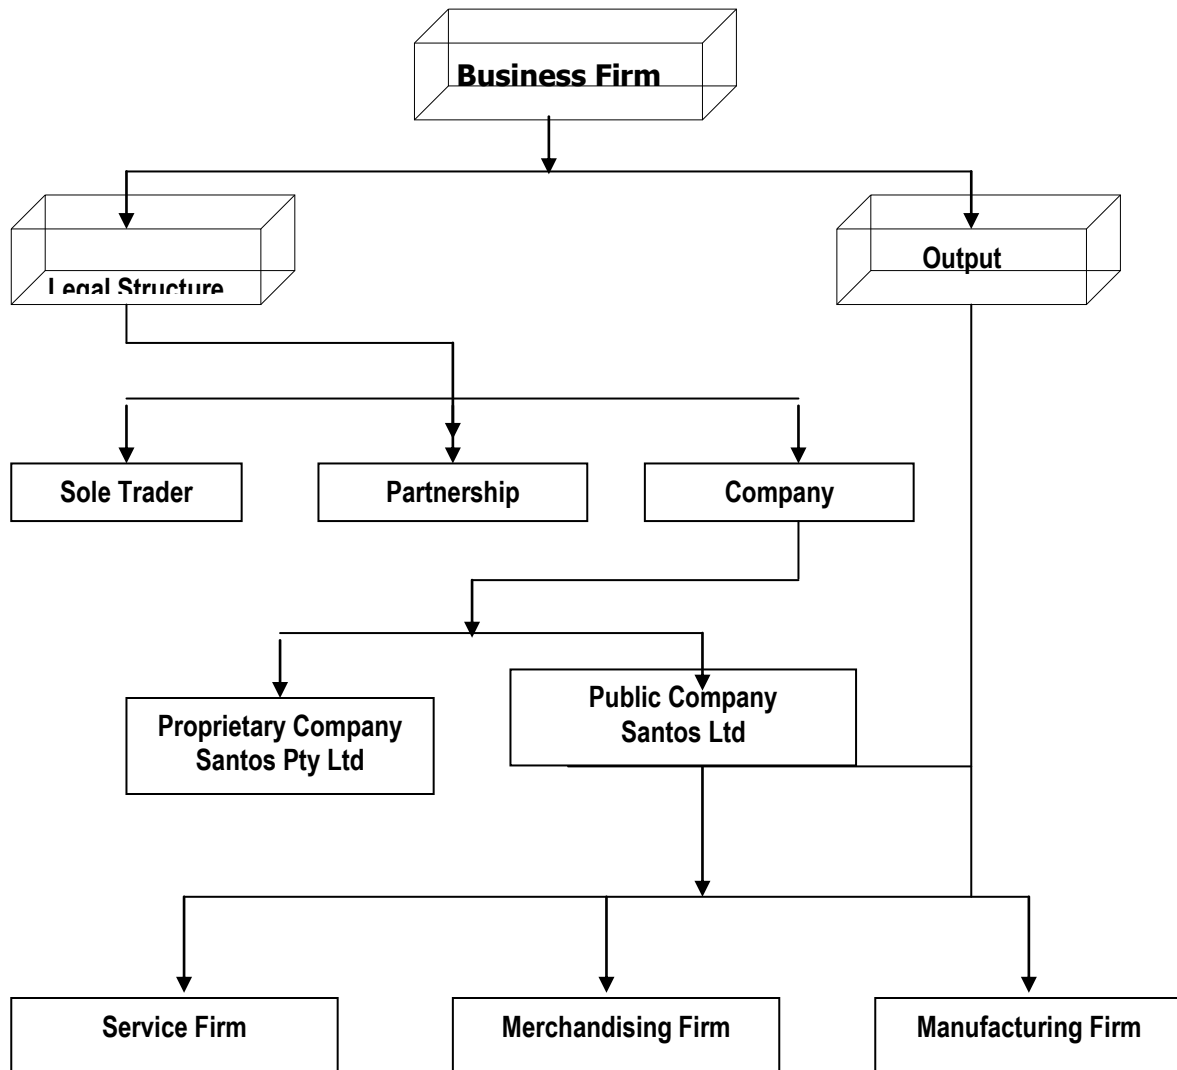 Business Firm
Legal Structure
Output
Sole Trader
Partnership
Company
Proprietary Company
Santos Pty Ltd
Public Company
Santos Ltd
Service Firm
Merchandising Firm
Manufacturing Firm